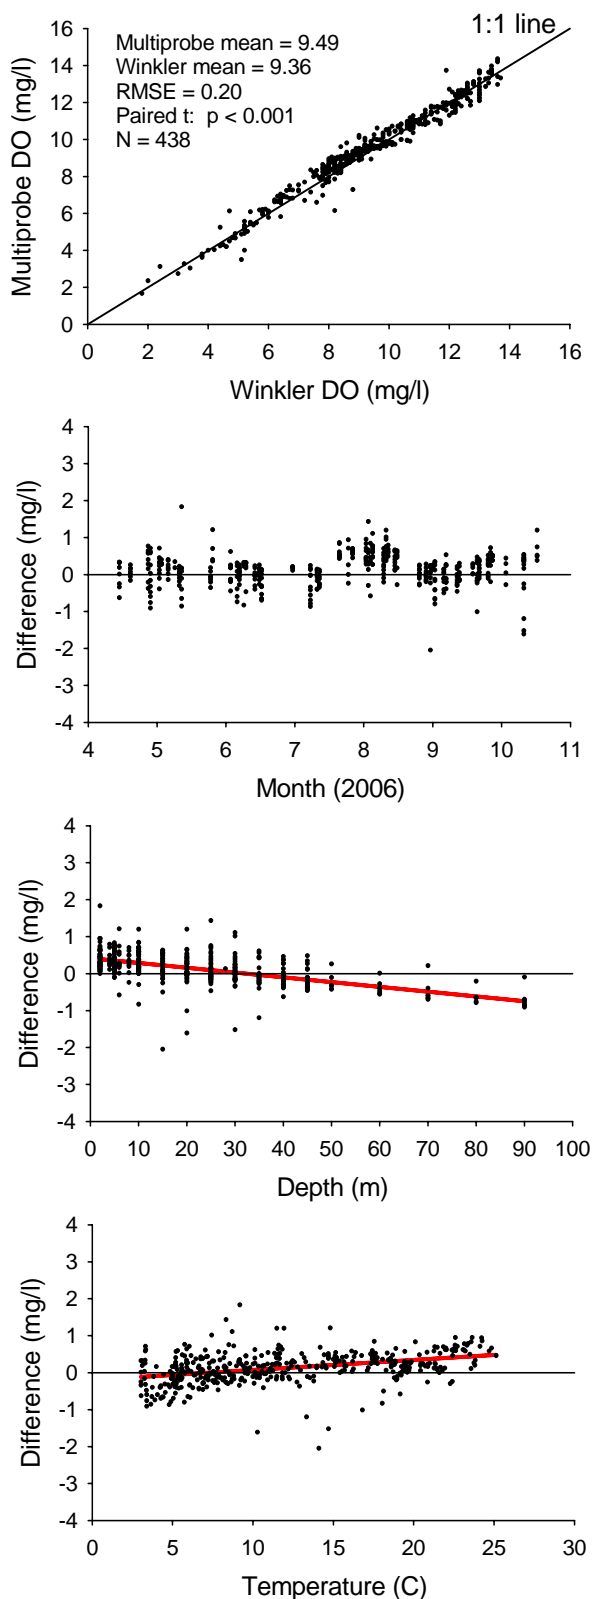 1:1 line
Multiprobe mean = 9.49
Winkler mean = 9.36
RMSE = 0.20
Paired t:  p < 0.001
N = 438
Multiprobe DO (mg/l)
16
14
12
10
8
6
4
2
0
0 2 4 6 8 10 12 14 16
Winkler DO (mg/l)
Difference (mg/l)
4
3
2
1
0
-1
-2
-3
-4
4 5 6 7 8 9 10 11
Month (2006)
Difference (mg/l)
4
3
2
1
0
-1
-2
-3
-4
0 10 20 30 40 50 60 70 80 90 100
Depth (m)
Difference (mg/l)
4
3
2
1
0
-1
-2
-3
-4
0 5 10 15 20 25 30
Temperature (C)